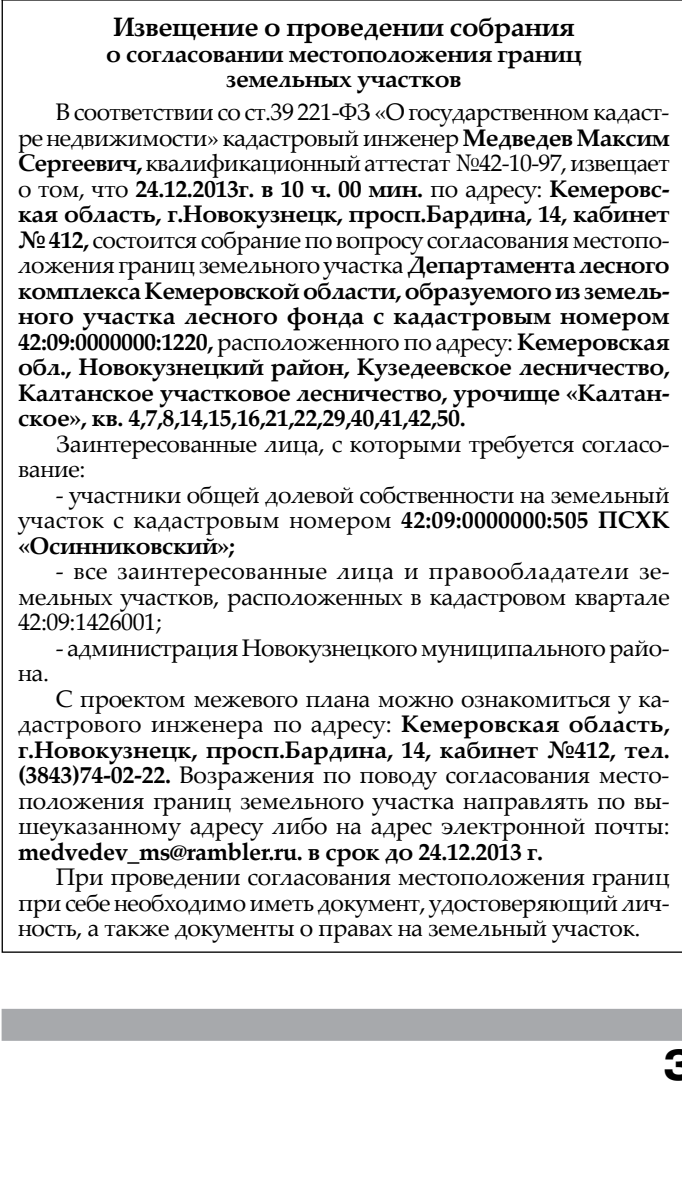 Извещение о проведении собрания
о согласовании местоположения границ
земельных участков
В соответствии со ст.39 221-ФЗ «О государственном кадаст-
ре недвижимости» кадастровый инженер Медведев Максим
Сергеевич, квалификационный аттестат №42-10-97, извещает
о том, что 24.12.2013г. в 10 ч. 00 мин. по адресу: Кемеровс-
кая область, г.Новокузнецк, просп.Бардина, 14, кабинет
№ 412, состоится собрание по вопросу согласования местопо-
ложения границ земельного участка Департамента лесного
комплекса Кемеровской области, образуемого из земель-
ного участка лесного фонда с кадастровым номером
42:09:0000000:1220, расположенного по адресу: Кемеровская
обл., Новокузнецкий район, Кузедеевское лесничество,
Калтанское участковое лесничество, урочище «Калтан-
ское», кв. 4,7,8,14,15,16,21,22,29,40,41,42,50.
Заинтересованные лица, с которыми требуется согласо-
вание:
- участники общей долевой собственности на земельный
участок с кадастровым номером 42:09:0000000:505 ПСХК
«Осинниковский»;
- все заинтересованные лица и правообладатели зе-
мельных участков, расположенных в кадастровом квартале
42:09:1426001;
- администрация Новокузнецкого муниципального райо-
на.
С проектом межевого плана можно ознакомиться у ка-
дастрового инженера по адресу: Кемеровская область,
г.Новокузнецк, просп.Бардина, 14, кабинет №412, тел.
(3843)74-02-22. Возражения по поводу согласования место-
положения границ земельного участка направлять по вы-
шеуказанному адресу либо на адрес электронной почты:
medvedev_ms@rambler.ru. в срок до 24.12.2013 г.
При проведении согласования местоположения границ
при себе необходимо иметь документ, удостоверяющий лич-
ность, а также документы о правах на земельный участок.